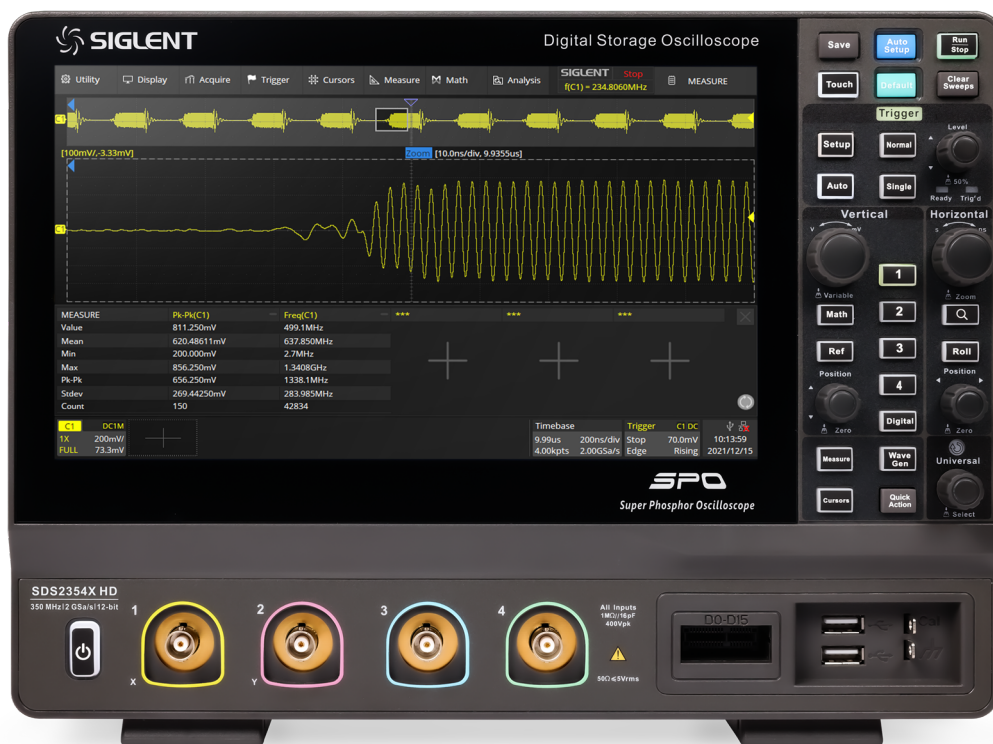 SIGLENT
Digital Storage Oscilloscope
Utility Display Acquire Trigger Cursors Measure Math Analysis
SIGLENT Stop
f(C1) = 234.8060MHz
MEASURE
C1
[100mV/,-3.33mV]
Zoom [10.0ns/div, 9.9355us]
C1
MEASURE Pk-Pk(C1) Freq(C1) *** *** ***
Value 811.250mV 499.1MHz
Mean 620.48611mV 637.850MHz
Min 200.000mV 2.7MHz
Max 856.250mV 1.3408GHz
Pk-Pk 656.250mV 1338.1MHz
Stdev 269.44250mV 283.985MHz
Count 150 42834
C1 DC1M
1X 200mV/
FULL 73.3mV
Timebase
9.99us 200ns/div
4.00kpts 2.00GSa/s
Trigger C1 DC
Stop 70.0mV
Edge Rising
10:13:59
2021/12/15
SPO
Super Phosphor Oscilloscope
Save
Auto Setup
Run Stop
Touch
Default
Clear Sweeps
Trigger
Setup
Normal
Level
50%
Auto
Single
Ready Trig'd
Vertical
V mV
Variable
Horizontal
s ns
Zoom
1
Math
2
Ref
3
Roll
Position
Zero
4
Position
Zero
Digital
Measure
Wave Gen
Universal
Cursors
Quick Action
Select
SDS2354X HD
350 MHz|2 GSa/s|12-bit
1
X
2
Y
3
4
All Inputs
1MΩ//16pF
400Vpk
50Ω≤5Vrms
D0-D15